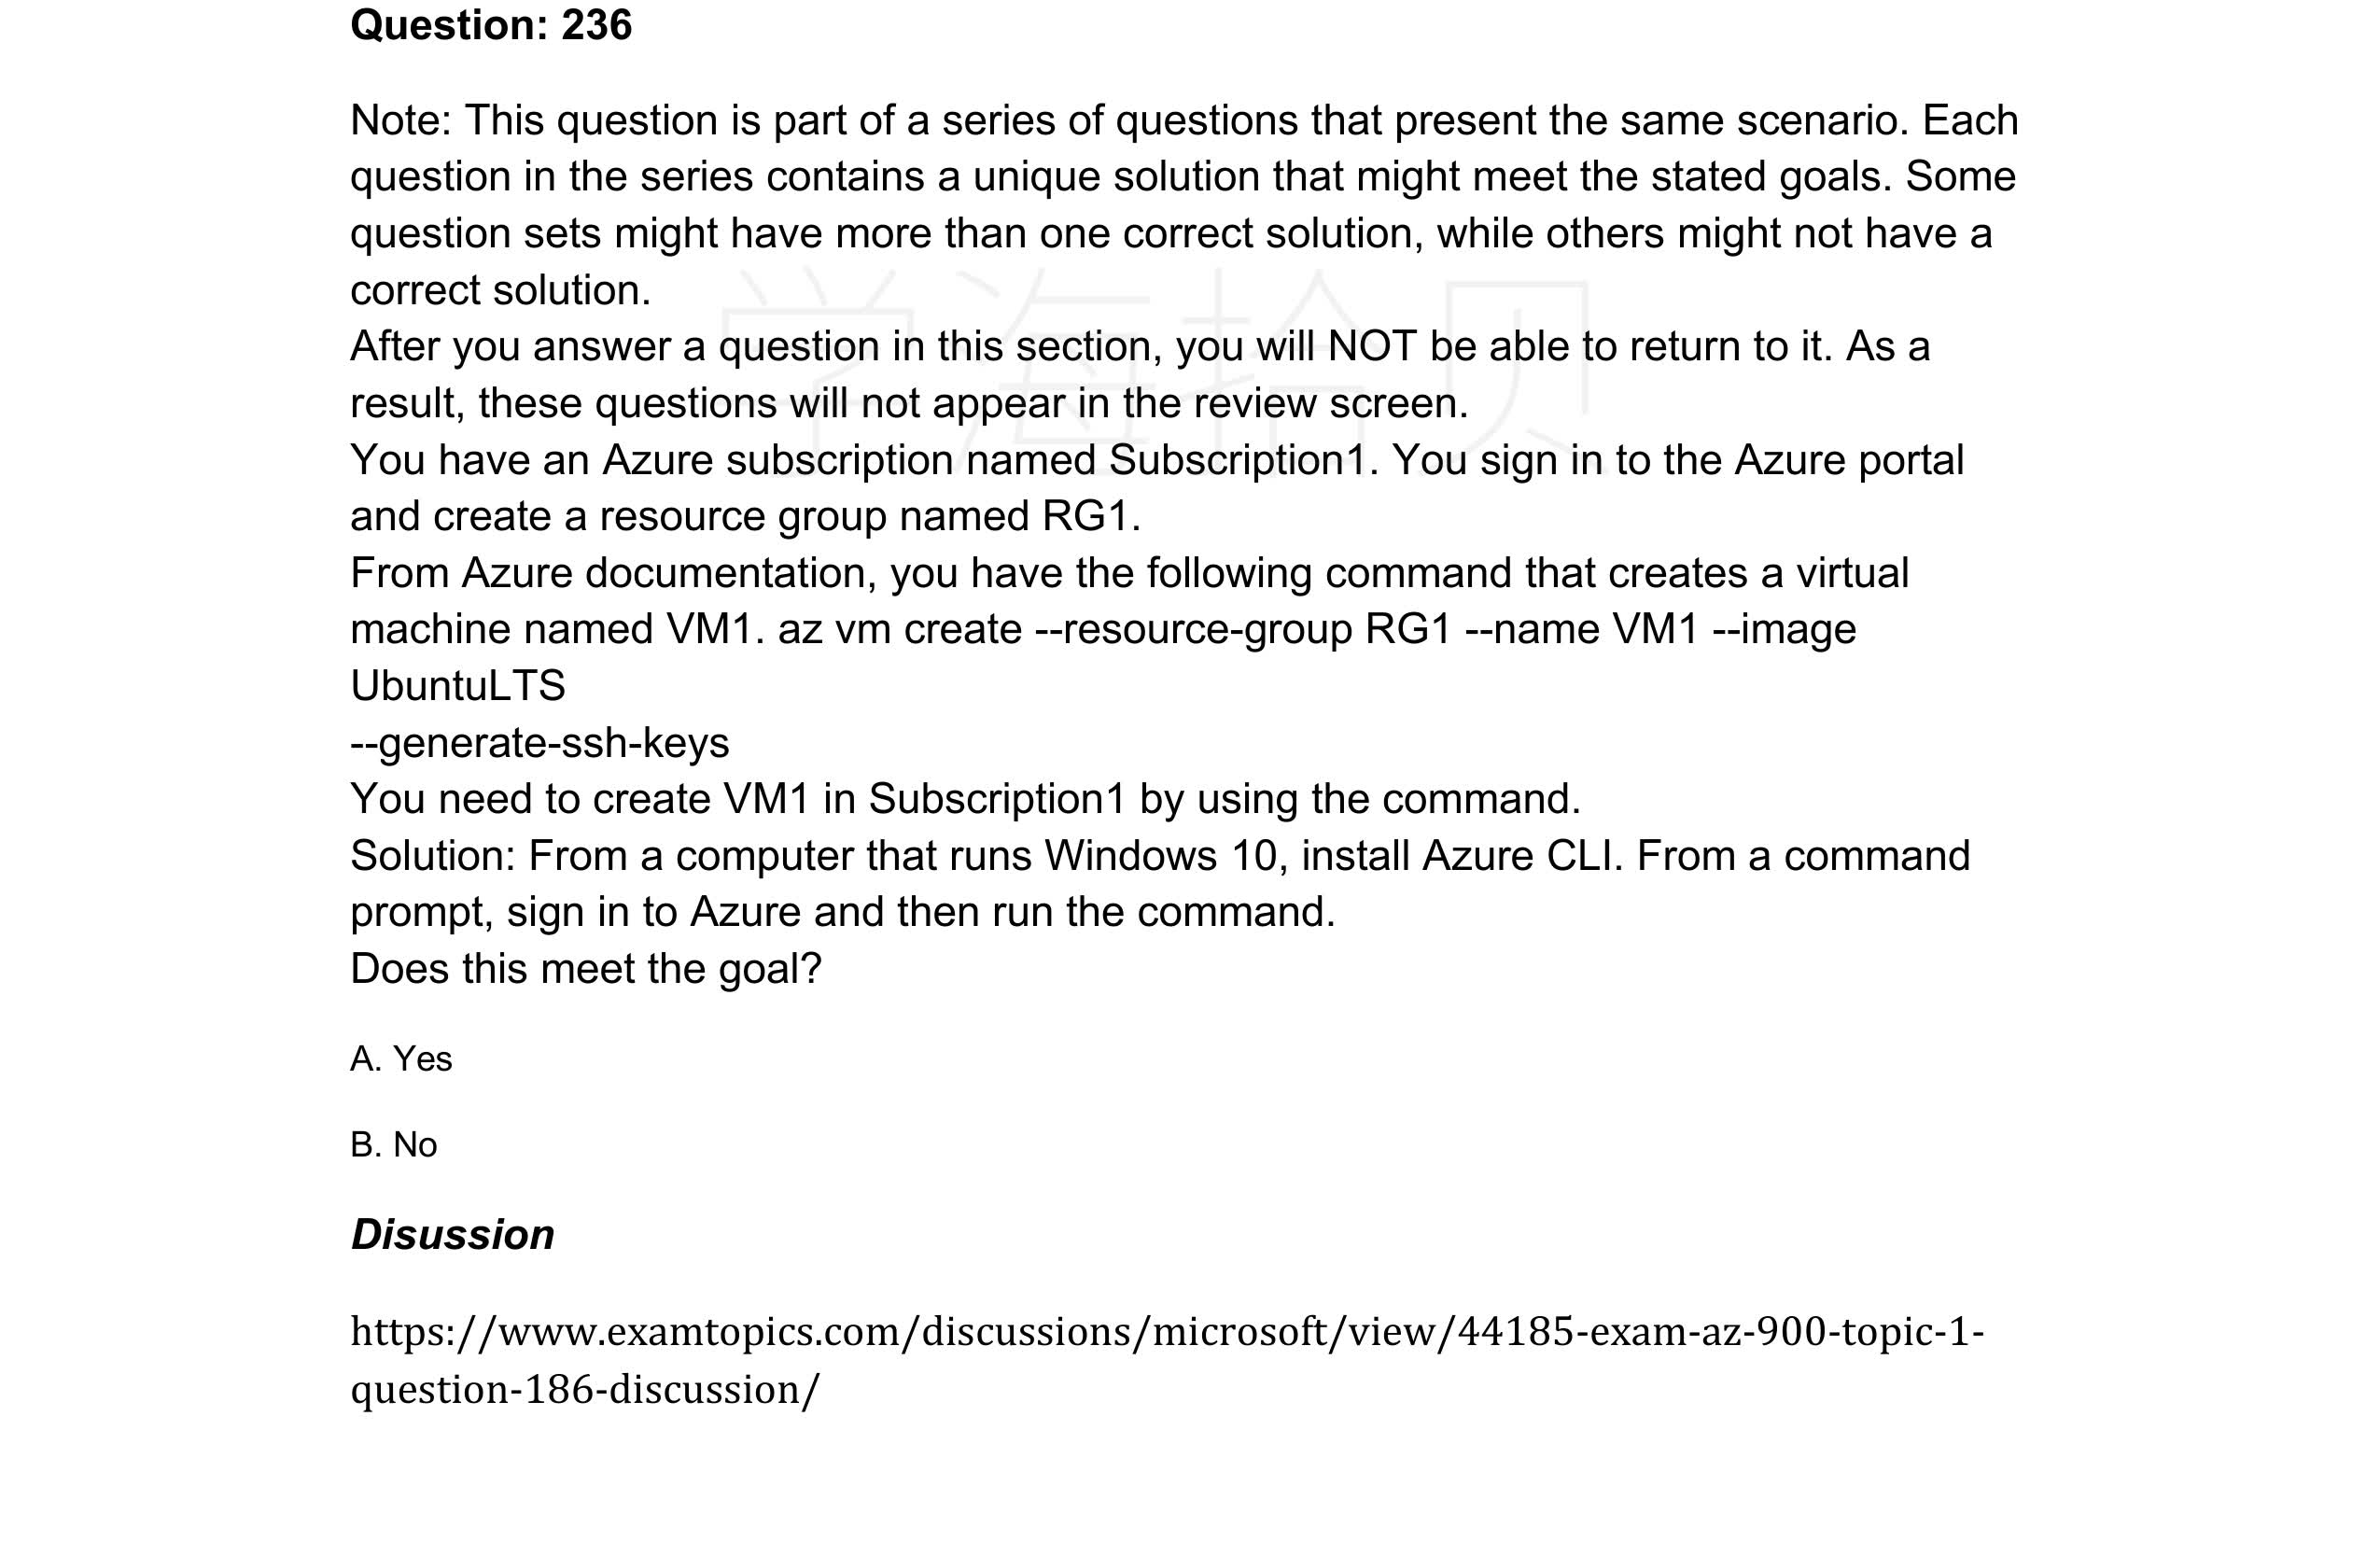 Question: 236
Note: This question is part of a series of questions that present the same scenario. Each
question in the series contains a unique solution that might meet the stated goals. Some
question sets might have more than one correct solution, while others might not have a
correct solution.
学海拾贝
After you answer a question in this section, you will NOT be able to return to it. As a
result, these questions will not appear in the review screen.
You have an Azure subscription named Subscription1. You sign in to the Azure portal
and create a resource group named RG1.
From Azure documentation, you have the following command that creates a virtual
machine named VM1. az vm create --resource-group RG1 --name VM1 --image
UbuntuLTS
--generate-ssh-keys
You need to create VM1 in Subscription1 by using the command.
Solution: From a computer that runs Windows 10, install Azure CLI. From a command
prompt, sign in to Azure and then run the command.
Does this meet the goal?
A. Yes
B. No
Disussion
https://www.examtopics.com/discussions/microsoft/view/44185-exam-az-900-topic-1-
question-186-discussion/